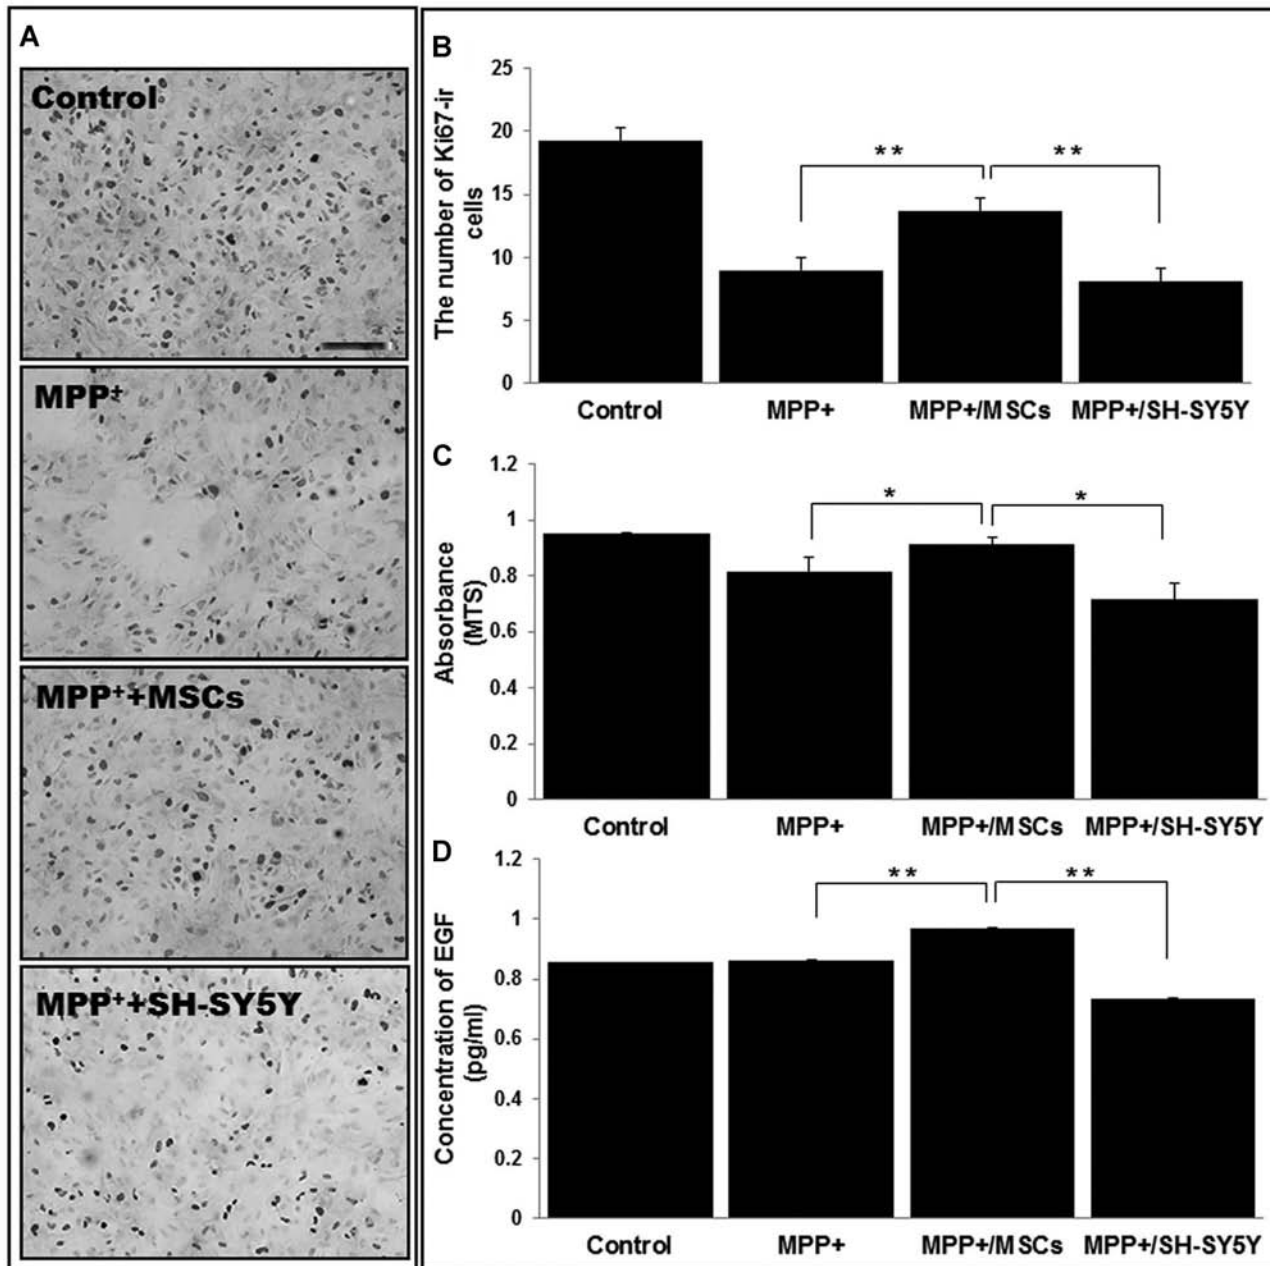 A
Control
MPP+
MPP++MSCs
MPP++SH-SY5Y
B
The number of Ki67-ir
cells
25
20
15
10
5
0
** **
Control MPP+ MPP+/MSCs MPP+/SH-SY5Y
C
Absorbance
(MTS)
1.2
1
0.8
0.6
0.4
0.2
0
* *
Control MPP+ MPP+/MSCs MPP+/SH-SY5Y
D
Concentration of EGF
(pg/ml)
1.2
1
0.8
0.6
0.4
0.2
0
** **
Control MPP+ MPP+/MSCs MPP+/SH-SY5Y